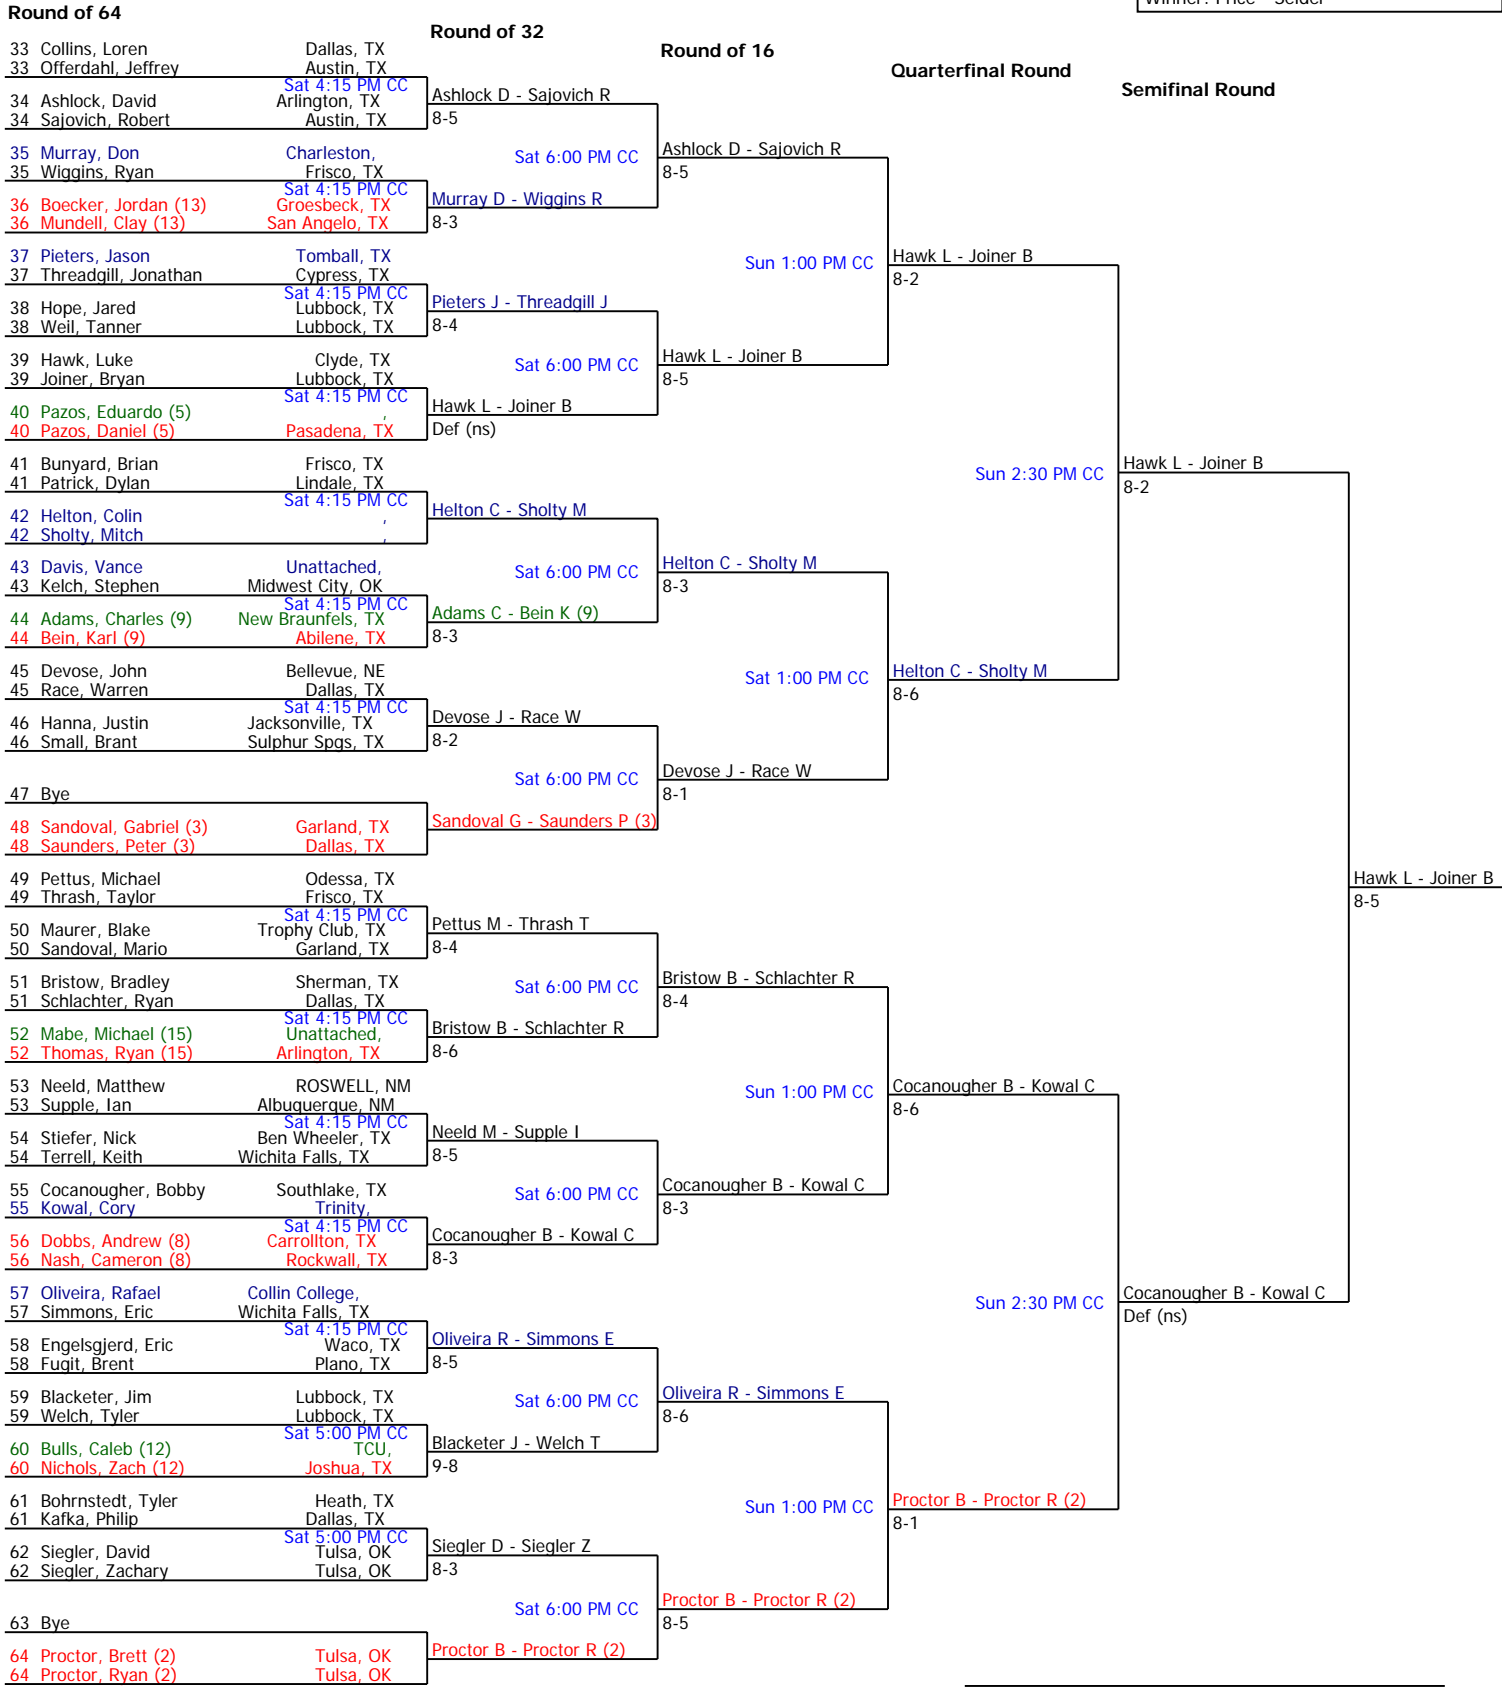 Round of 64
Round of 32
Round of 16
Quarterfinal Round
Semifinal Round
33 Collins, Loren Dallas, TX
33 Offerdahl, Jeffrey Austin, TX
Sat 4:15 PM CC
34 Ashlock, David Arlington, TX
34 Sajovich, Robert Austin, TX
35 Murray, Don Charleston,
35 Wiggins, Ryan Frisco, TX
Sat 4:15 PM CC
36 Boecker, Jordan (13) Groesbeck, TX
36 Mundell, Clay (13) San Angelo, TX
37 Pieters, Jason Tomball, TX
37 Threadgill, Jonathan Cypress, TX
Sat 4:15 PM CC
38 Hope, Jared Lubbock, TX
38 Weil, Tanner Lubbock, TX
39 Hawk, Luke Clyde, TX
39 Joiner, Bryan Lubbock, TX
Sat 4:15 PM CC
40 Pazos, Eduardo (5) ,
40 Pazos, Daniel (5) Pasadena, TX
41 Bunyard, Brian Frisco, TX
41 Patrick, Dylan Lindale, TX
Sat 4:15 PM CC
42 Helton, Colin ,
42 Sholty, Mitch ,
43 Davis, Vance Unattached,
43 Kelch, Stephen Midwest City, OK
Sat 4:15 PM CC
44 Adams, Charles (9) New Braunfels, TX
44 Bein, Karl (9) Abilene, TX
45 Devose, John Bellevue, NE
45 Race, Warren Dallas, TX
Sat 4:15 PM CC
46 Hanna, Justin Jacksonville, TX
46 Small, Brant Sulphur Spgs, TX
47 Bye
48 Sandoval, Gabriel (3) Garland, TX
48 Saunders, Peter (3) Dallas, TX
49 Pettus, Michael Odessa, TX
49 Thrash, Taylor Frisco, TX
Sat 4:15 PM CC
50 Maurer, Blake Trophy Club, TX
50 Sandoval, Mario Garland, TX
51 Bristow, Bradley Sherman, TX
51 Schlachter, Ryan Dallas, TX
Sat 4:15 PM CC
52 Mabe, Michael (15) Unattached,
52 Thomas, Ryan (15) Arlington, TX
53 Neeld, Matthew ROSWELL, NM
53 Supple, Ian Albuquerque, NM
Sat 4:15 PM CC
54 Stiefer, Nick Ben Wheeler, TX
54 Terrell, Keith Wichita Falls, TX
55 Cocanougher, Bobby Southlake, TX
55 Kowal, Cory Trinity,
Sat 4:15 PM CC
56 Dobbs, Andrew (8) Carrollton, TX
56 Nash, Cameron (8) Rockwall, TX
57 Oliveira, Rafael Collin College,
57 Simmons, Eric Wichita Falls, TX
Sat 4:15 PM CC
58 Engelsgjerd, Eric Waco, TX
58 Fugit, Brent Plano, TX
59 Blacketer, Jim Lubbock, TX
59 Welch, Tyler Lubbock, TX
Sat 5:00 PM CC
60 Bulls, Caleb (12) TCU,
60 Nichols, Zach (12) Joshua, TX
61 Bohrnstedt, Tyler Heath, TX
61 Kafka, Philip Dallas, TX
Sat 5:00 PM CC
62 Siegler, David Tulsa, OK
62 Siegler, Zachary Tulsa, OK
63 Bye
64 Proctor, Brett (2) Tulsa, OK
64 Proctor, Ryan (2) Tulsa, OK
Ashlock D - Sajovich R
8-5
Sat 6:00 PM CC
Murray D - Wiggins R
8-3
Pieters J - Threadgill J
8-4
Sat 6:00 PM CC
Hawk L - Joiner B
Def (ns)
Helton C - Sholty M
Sat 6:00 PM CC
Adams C - Bein K (9)
8-3
Devose J - Race W
8-2
Sat 6:00 PM CC
Sandoval G - Saunders P (3)
Pettus M - Thrash T
8-4
Sat 6:00 PM CC
Bristow B - Schlachter R
8-6
Neeld M - Supple I
8-5
Sat 6:00 PM CC
Cocanougher B - Kowal C
8-3
Oliveira R - Simmons E
8-5
Sat 6:00 PM CC
Blacketer J - Welch T
9-8
Siegler D - Siegler Z
8-3
Sat 6:00 PM CC
Proctor B - Proctor R (2)
Ashlock D - Sajovich R
8-5
Sun 1:00 PM CC
Hawk L - Joiner B
8-5
Helton C - Sholty M
8-3
Sat 1:00 PM CC
Devose J - Race W
8-1
Bristow B - Schlachter R
8-4
Sun 1:00 PM CC
Cocanougher B - Kowal C
8-3
Oliveira R - Simmons E
8-6
Sun 1:00 PM CC
Proctor B - Proctor R (2)
8-5
Hawk L - Joiner B
8-2
Sun 2:30 PM CC
Helton C - Sholty M
8-6
Cocanougher B - Kowal C
8-6
Sun 2:30 PM CC
Proctor B - Proctor R (2)
8-1
Hawk L - Joiner B
8-2
Cocanougher B - Kowal C
Def (ns)
Hawk L - Joiner B
8-5